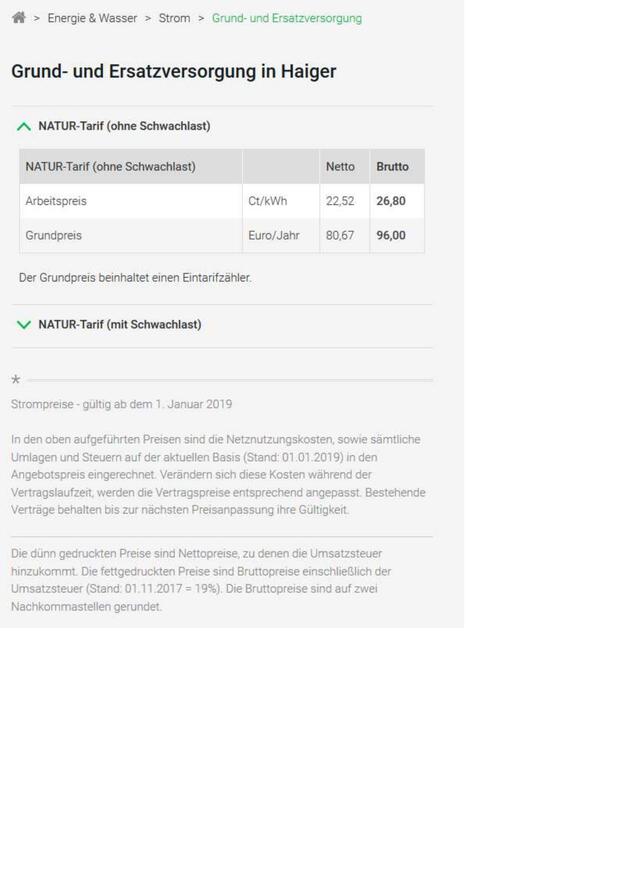 > Energie & Wasser > Strom > Grund- und Ersatzversorgung
Grund- und Ersatzversorgung in Haiger
NATUR-Tarif (ohne Schwachlast)
NATUR-Tarif (ohne Schwachlast) Netto Brutto
Arbeitspreis Ct/kWh 22,52 26,80
Grundpreis Euro/Jahr 80,67 96,00
Der Grundpreis beinhaltet einen Eintarifzähler.
NATUR-Tarif (mit Schwachlast)
*
Strompreise - gültig ab dem 1. Januar 2019
In den oben aufgeführten Preisen sind die Netznutzungskosten, sowie sämtliche
Umlagen und Steuern auf der aktuellen Basis (Stand: 01.01.2019) in den
Angebotspreis eingerechnet. Verändern sich diese Kosten während der
Vertragslaufzeit, werden die Vertragspreise entsprechend angepasst. Bestehende
Verträge behalten bis zur nächsten Preisanpassung ihre Gültigkeit.
Die dünn gedruckten Preise sind Nettopreise, zu denen die Umsatzsteuer
hinzukommt. Die fettgedruckten Preise sind Bruttopreise einschließlich der
Umsatzsteuer (Stand: 01.11.2017 = 19%). Die Bruttopreise sind auf zwei
Nachkommastellen gerundet.